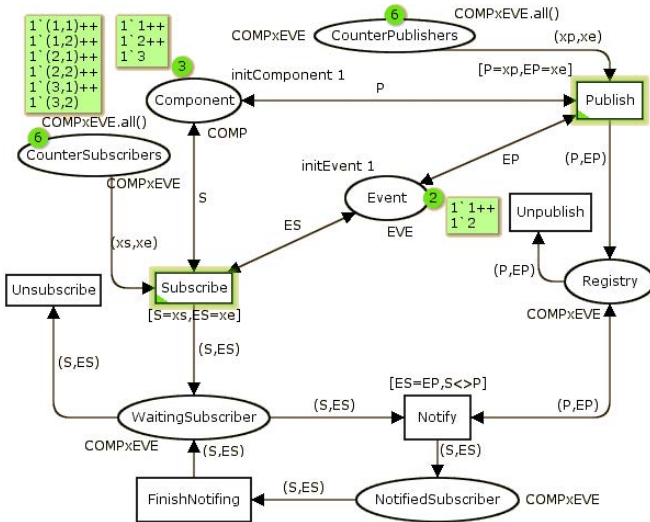 1`(1,1)++
1`(1,2)++
1`(2,1)++
1`(2,2)++
1`(3,1)++
1`(3,2)
1`1++
1`2++
1`3
6
COMPxEVE.all()
COMPxEVE
CounterPublishers
(xp,xe)
3
initComponent 1
[P=xp,EP=xe]
Component
P
Publish
COMP
COMPxEVE.all()
6
CounterSubscribers
COMPxEVE
initEvent 1
EP
(P,EP)
S
Event
2
1`1++
1`2
EVE
ES
Unpublish
(xs,xe)
(P,EP)
Unsubscribe
Subscribe
Registry
[S=xs,ES=xe]
COMPxEVE
(S,ES)
(S,ES)
[ES=EP,S<>P]
WaitingSubscriber
(S,ES)
Notify
(P,EP)
COMPxEVE
(S,ES)
(S,ES)
FinishNotifing
(S,ES)
NotifiedSubscriber
COMPxEVE